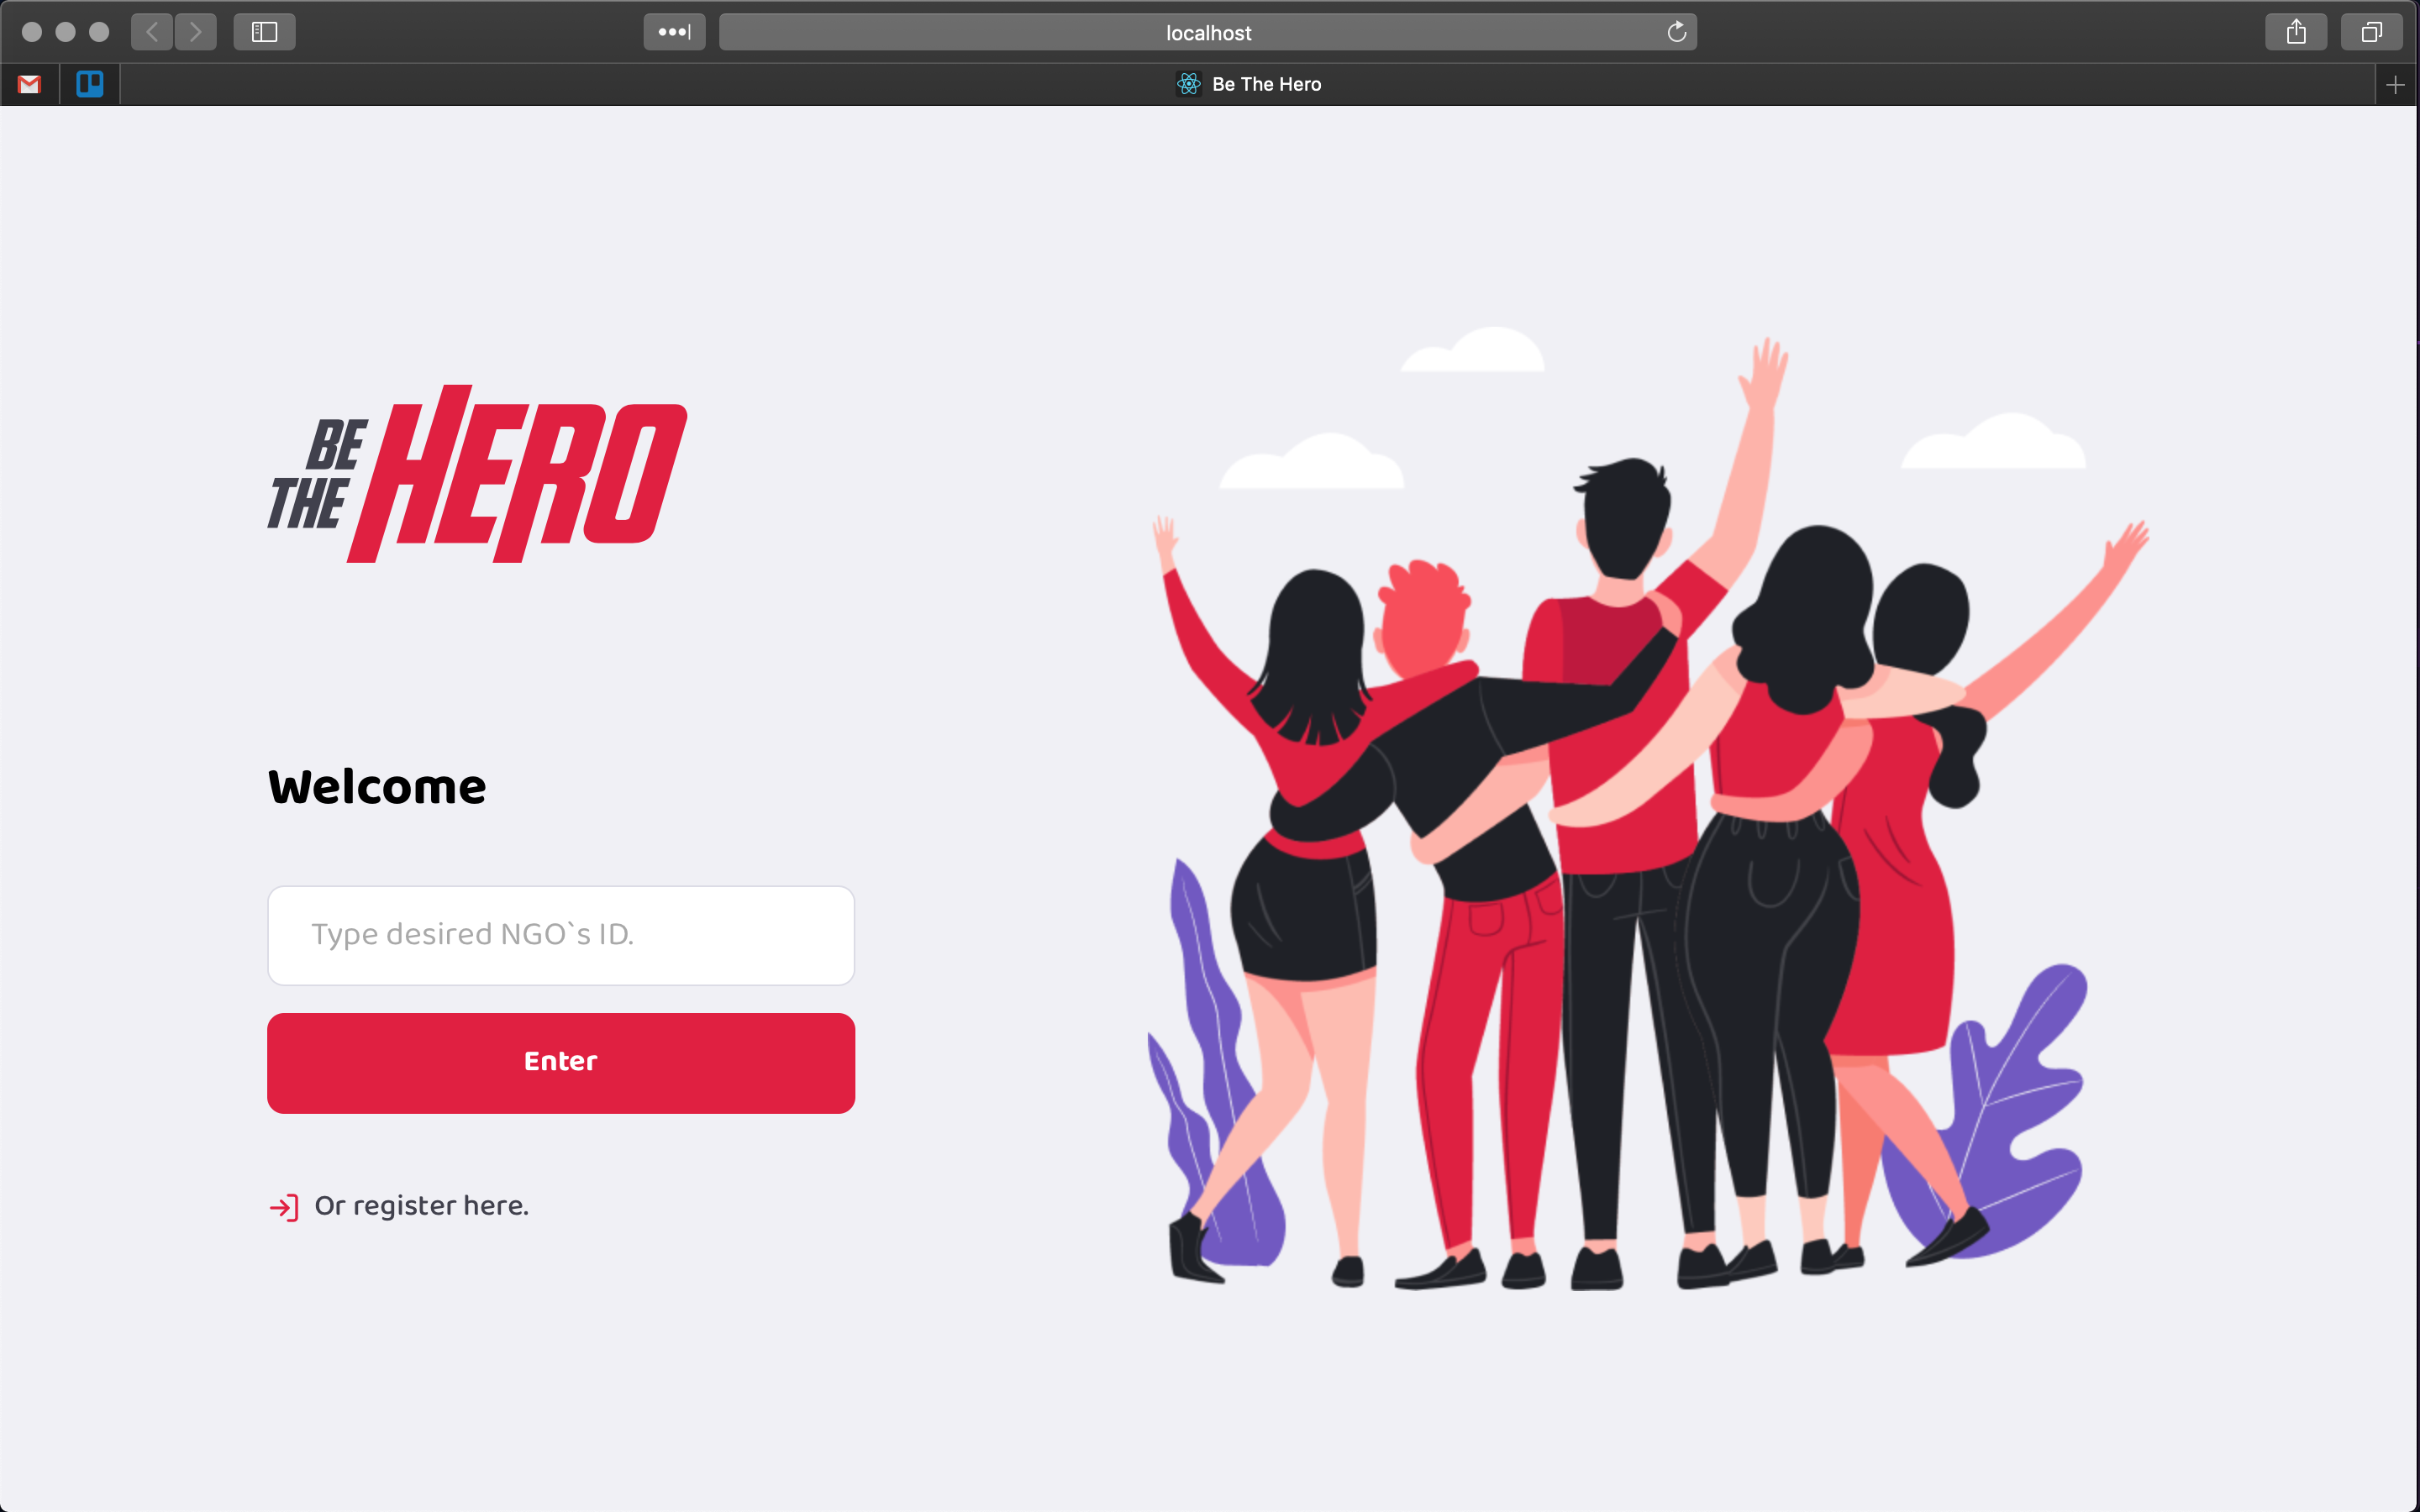 localhost
Be The Hero
BE
THE HERO
Welcome
Type desired NGO`s ID.
Enter
Or register here.